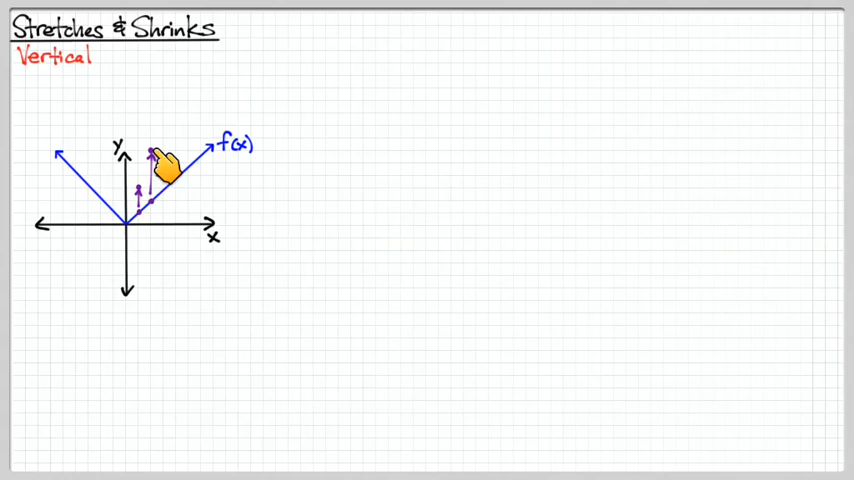 Stretches & Shrinks
Vertical
y
f(x)
x